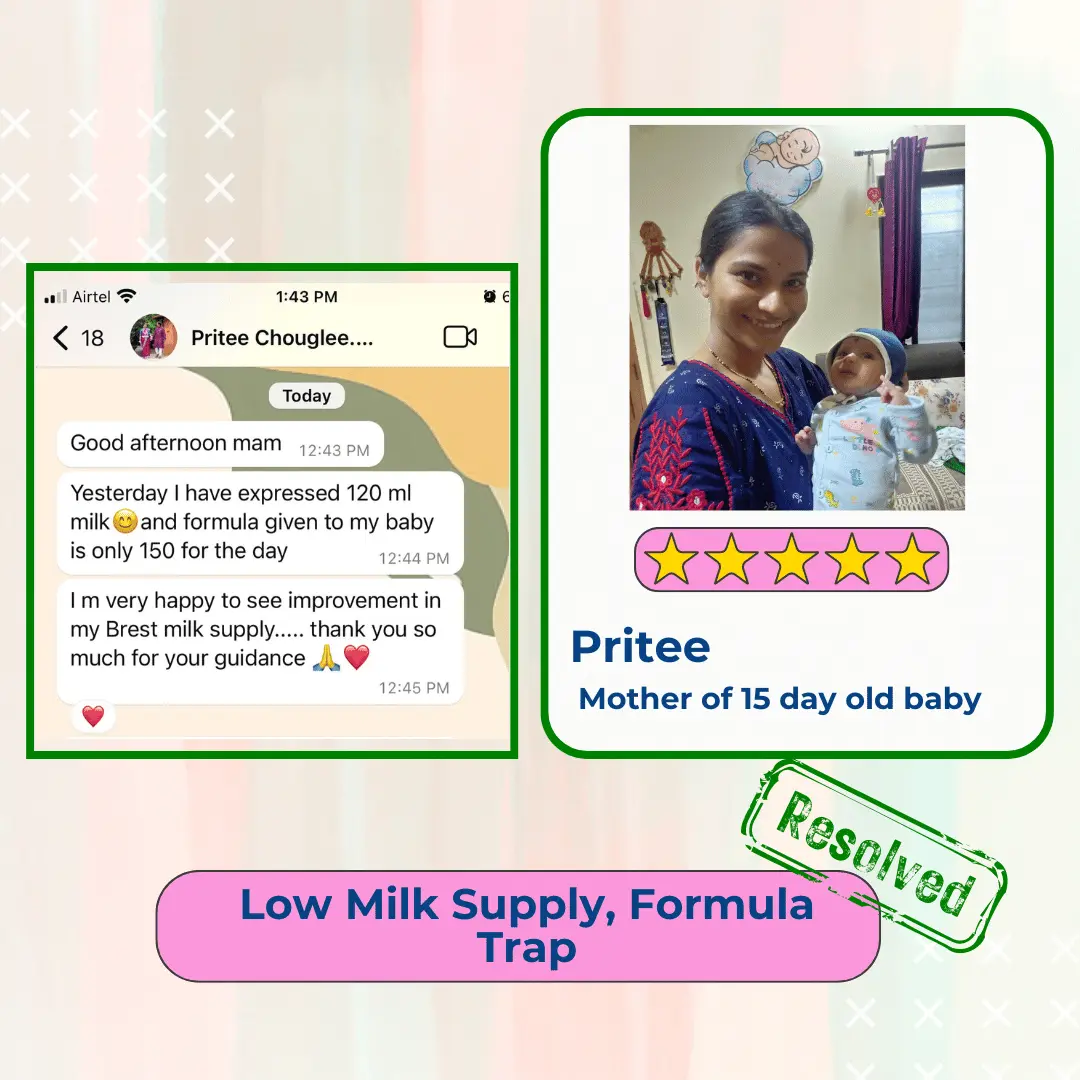 Airtel 1:43 PM 6
18 Pritee Chouglee....
Today
Good afternoon mam 12:43 PM
Yesterday I have expressed 120 ml
milk😊and formula given to my baby
is only 150 for the day
12:44 PM
I m very happy to see improvement in
my Brest milk supply..... thank you so
much for your guidance 🙏❤️
12:45 PM
❤️
Pritee
Mother of 15 day old baby
Resolved
Low Milk Supply, Formula
Trap